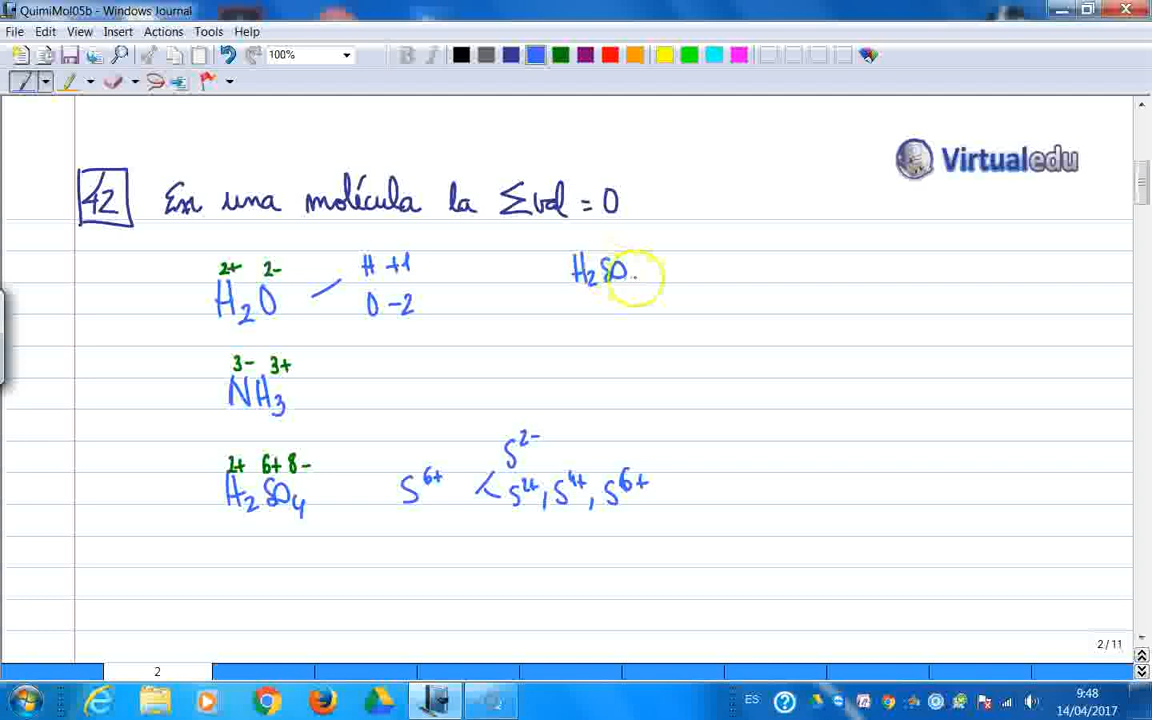 QuimiMol05b - Windows Journal
File Edit View Insert Actions Tools Help
100%
Virtualedu
42 En una molécula la Σval = 0
2+ 2-
H₂O
H +1
O -2
H₂SO
3- 3+
NH₃
2+ 6+ 8-
H₂SO₄
S⁶⁺
S²⁻
< S²⁺, S⁴⁺, S⁶⁺
2 / 11
2
ES
9:48
14/04/2017